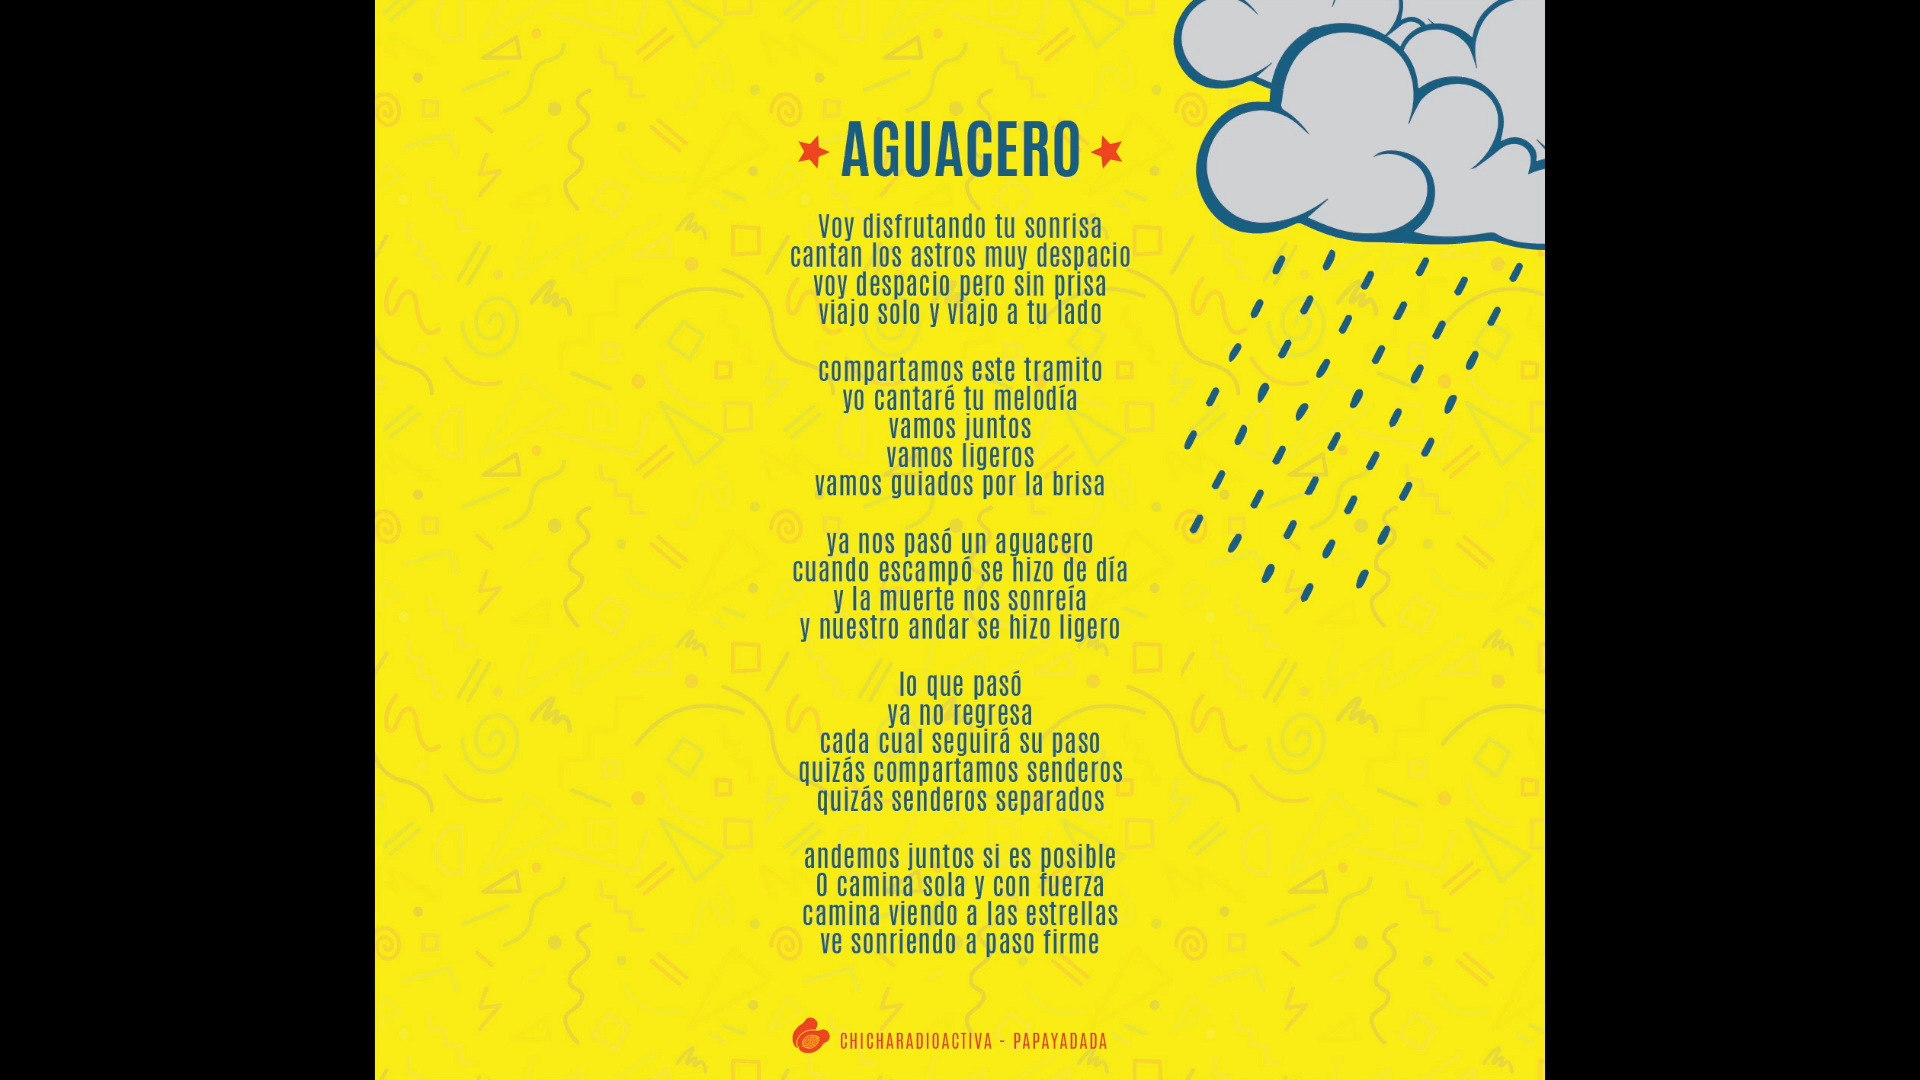 AGUACERO
Voy disfrutando tu sonrisa
cantan los astros muy despacio
voy despacio pero sin prisa
viajo solo y viajo a tu lado
compartamos este tramito
yo cantaré tu melodía
vamos juntos
vamos ligeros
vamos guiados por la brisa
ya nos pasó un aguacero
cuando escampó se hizo de día
y la muerte nos sonreía
y nuestro andar se hizo ligero
lo que pasó
ya no regresa
cada cual seguirá su paso
quizás compartamos senderos
quizás senderos separados
andemos juntos si es posible
O camina sola y con fuerza
camina viendo a las estrellas
ve sonriendo a paso firme
CHICHARADIOACTIVA - PAPAYADADA